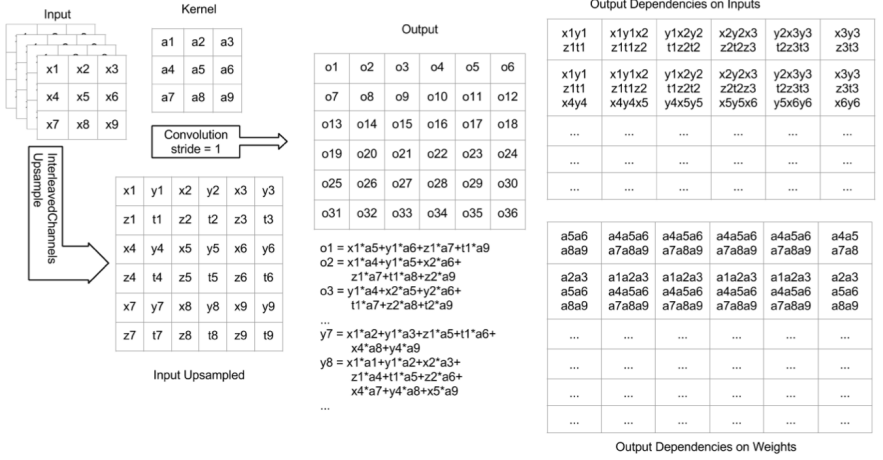 Input
x1 x2 x3
x4 x5 x6
x7 x8 x9
Kernel
a1 a2 a3
a4 a5 a6
a7 a8 a9
Convolution
stride = 1
InterleavedChannels
Upsample
x1 y1 x2 y2 x3 y3
z1 t1 z2 t2 z3 t3
x4 y4 x5 y5 x6 y6
z4 t4 z5 t5 z6 t6
x7 y7 x8 y8 x9 y9
z7 t7 z8 t8 z9 t9
Input Upsampled
Output
o1 o2 o3 o4 o5 o6
o7 o8 o9 o10 o11 o12
o13 o14 o15 o16 o17 o18
o19 o20 o21 o22 o23 o24
o25 o26 o27 o28 o29 o30
o31 o32 o33 o34 o35 o36
o1 = x1*a5+y1*a6+z1*a7+t1*a9
o2 = x1*a4+y1*a5+x2*a6+
z1*a7+t1*a8+z2*a9
o3 = y1*a4+x2*a5+y2*a6+
t1*a7+z2*a8+t2*a9
...
y7 = x1*a2+y1*a3+z1*a5+t1*a6+
x4*a8+y4*a9
y8 = x1*a1+y1*a2+x2*a3+
z1*a4+t1*a5+z2*a6+
x4*a7+y4*a8+x5*a9
...
Output Dependencies on Inputs
x1y1 x1y1x2 y1x2y2 x2y2x3 y2x3y3 x3y3
z1t1 z1t1z2 t1z2t2 z2t2z3 t2z3t3 z3t3
x1y1 x1y1x2 y1x2y2 x2y2x3 y2x3y3 x3y3
z1t1 z1t1z2 t1z2t2 z2t2z3 t2z3t3 z3t3
x4y4 x4y4x5 y4x5y5 x5y5x6 y5x6y6 x6y6
... ... ... ... ... ...
... ... ... ... ... ...
... ... ... ... ... ...
a5a6 a4a5a6 a4a5a6 a4a5a6 a4a5a6 a4a5
a8a9 a7a8a9 a7a8a9 a7a8a9 a7a8a9 a7a8
a2a3 a1a2a3 a1a2a3 a1a2a3 a1a2a3 a2a3
a5a6 a4a5a6 a4a5a6 a4a5a6 a4a5a6 a5a6
a8a9 a7a8a9 a7a8a9 a7a8a9 a7a8a9 a8a9
... ... ... ... ... ...
... ... ... ... ... ...
... ... ... ... ... ...
... ... ... ... ... ...
Output Dependencies on Weights